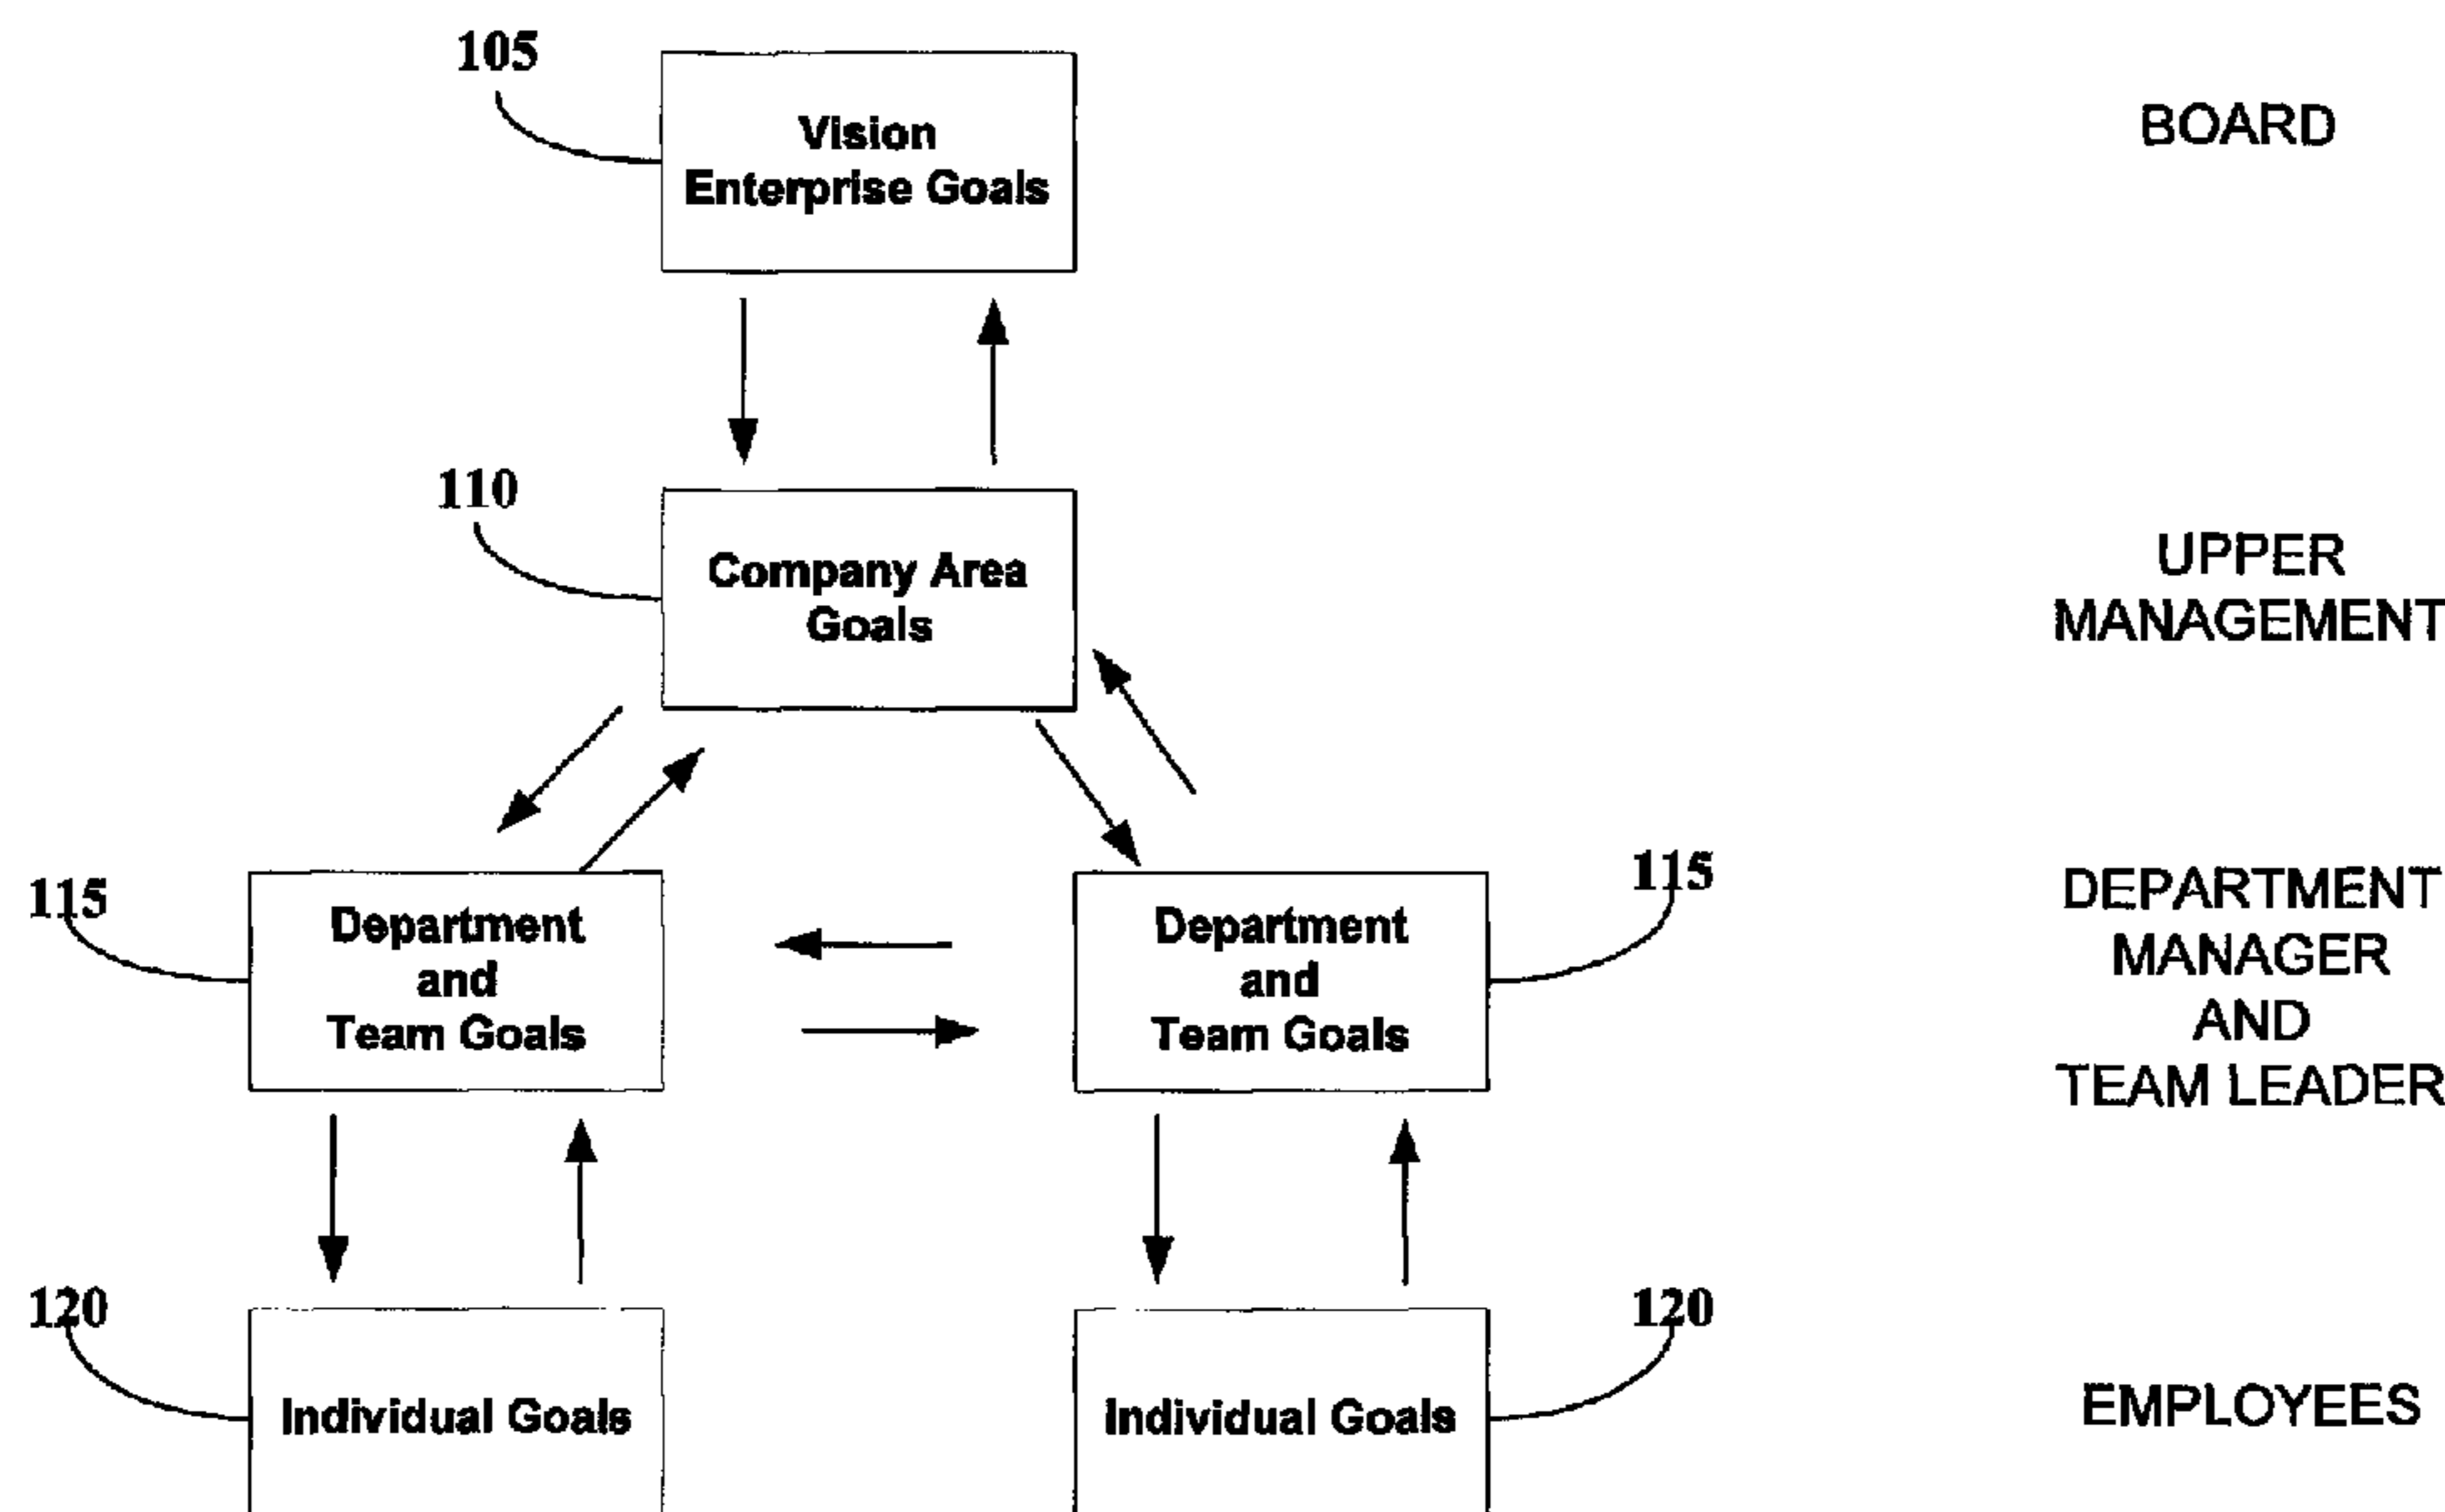 105
Vision
Enterprise Goals
BOARD
110
Company Area
Goals
UPPER
MANAGEMENT
115
Department
and
Team Goals
Department
and
Team Goals
115
DEPARTMENT
MANAGER
AND
TEAM LEADER
120
Individual Goals
Individual Goals
120
EMPLOYEES